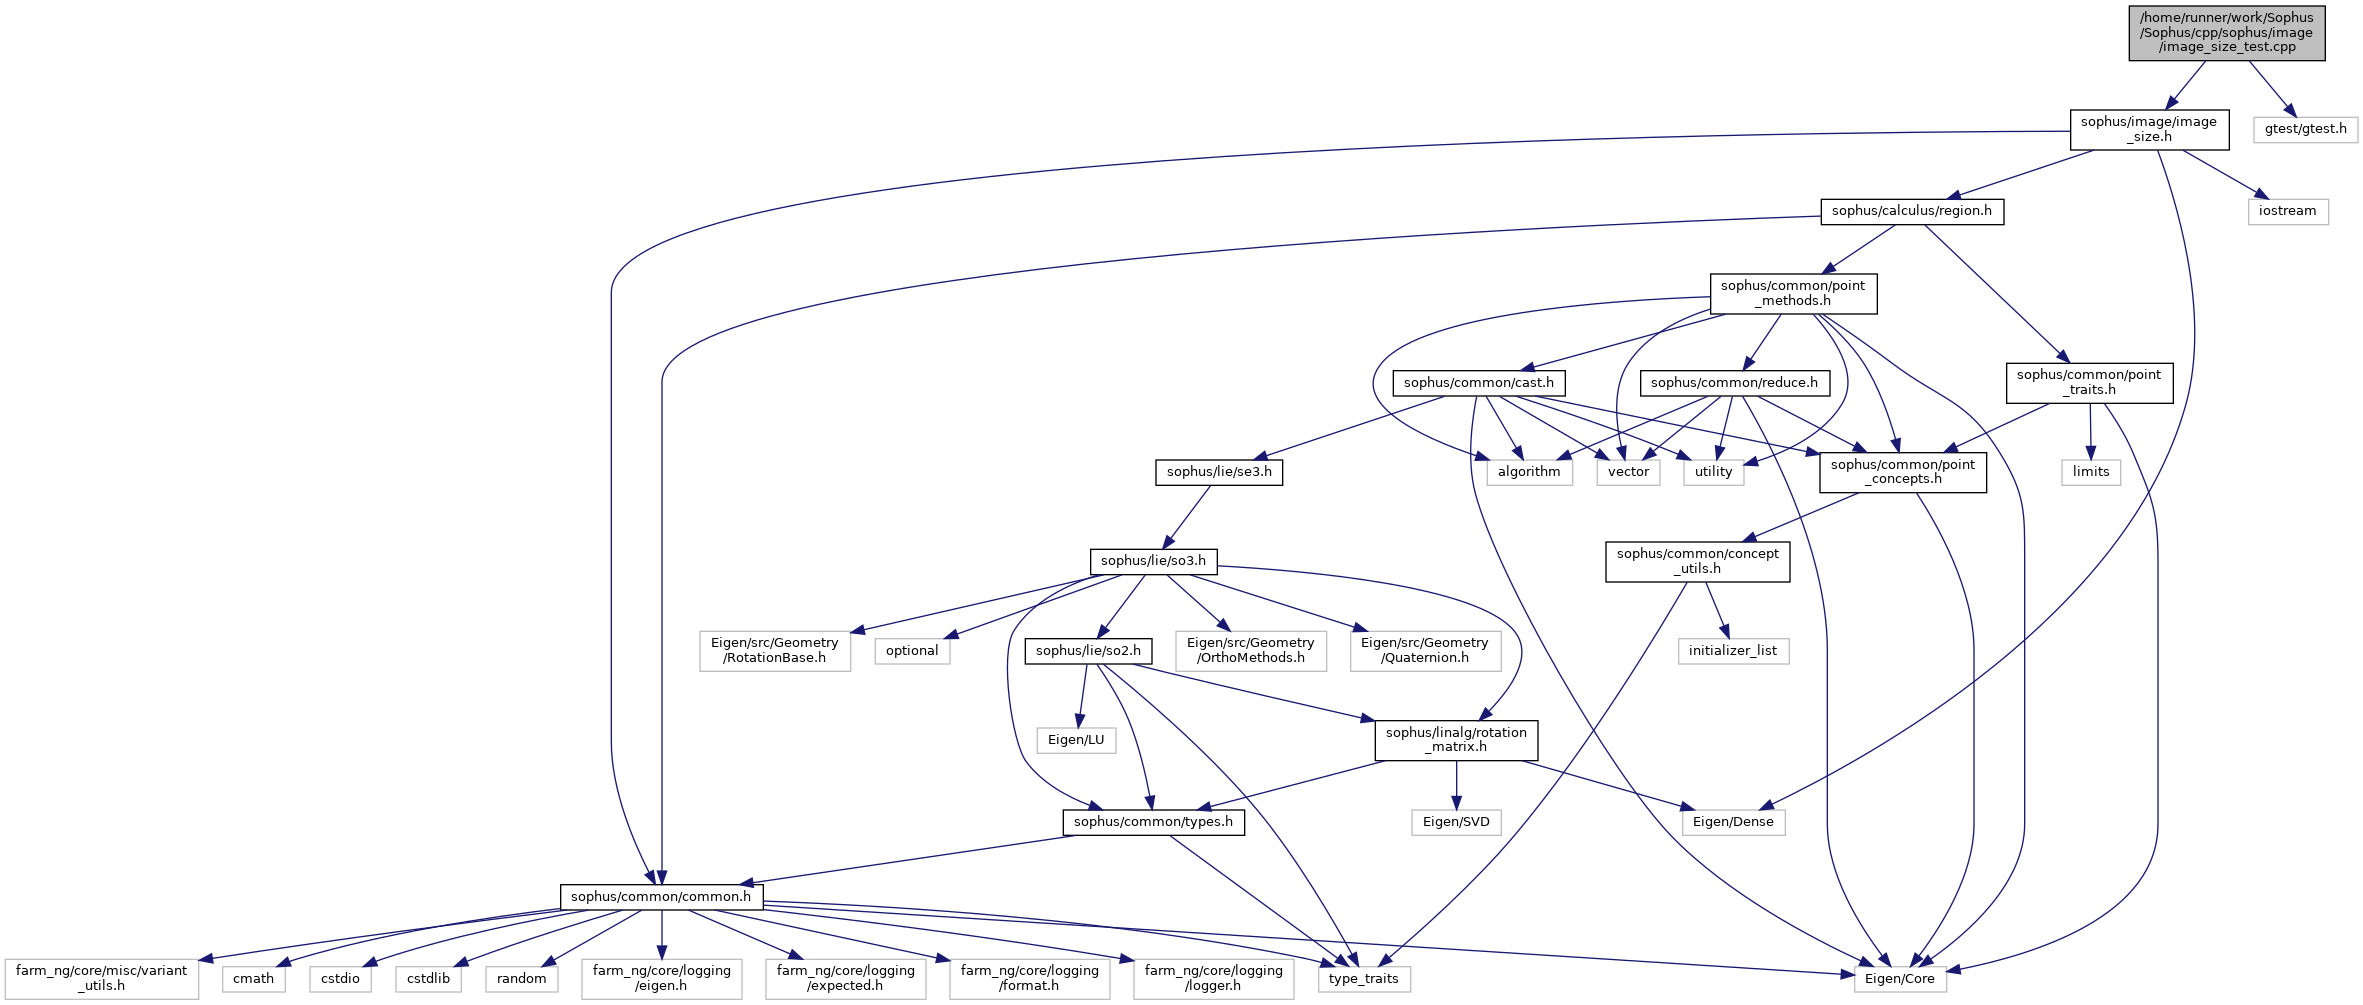 /home/runner/work/Sophus
/Sophus/cpp/sophus/image
/image_size_test.cpp
sophus/image/image
_size.h
gtest/gtest.h
sophus/calculus/region.h
iostream
sophus/common/point
_methods.h
sophus/common/cast.h
sophus/common/reduce.h
sophus/common/point
_traits.h
sophus/lie/se3.h
algorithm
vector
utility
sophus/common/point
_concepts.h
limits
sophus/lie/so3.h
sophus/common/concept
_utils.h
Eigen/src/Geometry
/RotationBase.h
optional
sophus/lie/so2.h
Eigen/src/Geometry
/OrthoMethods.h
Eigen/src/Geometry
/Quaternion.h
initializer_list
Eigen/LU
sophus/linalg/rotation
_matrix.h
sophus/common/types.h
Eigen/SVD
Eigen/Dense
sophus/common/common.h
farm_ng/core/misc/variant
_utils.h
cmath
cstdio
cstdlib
random
farm_ng/core/logging
/eigen.h
farm_ng/core/logging
/expected.h
farm_ng/core/logging
/format.h
farm_ng/core/logging
/logger.h
type_traits
Eigen/Core